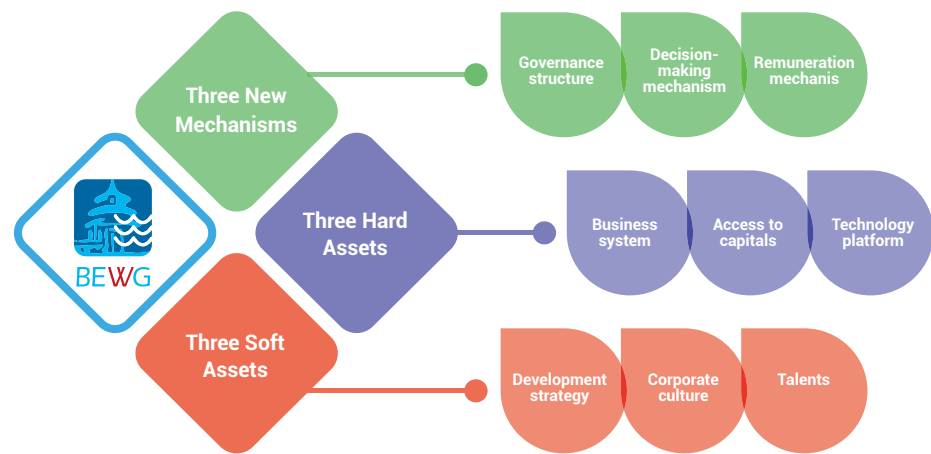 Three New
Mechanisms
Governance
structure
Decision-
making
mechanism
Remuneration
mechanis
BEWG
Three Hard
Assets
Business
system
Access to
capitals
Technology
platform
Three Soft
Assets
Development
strategy
Corporate
culture
Talents